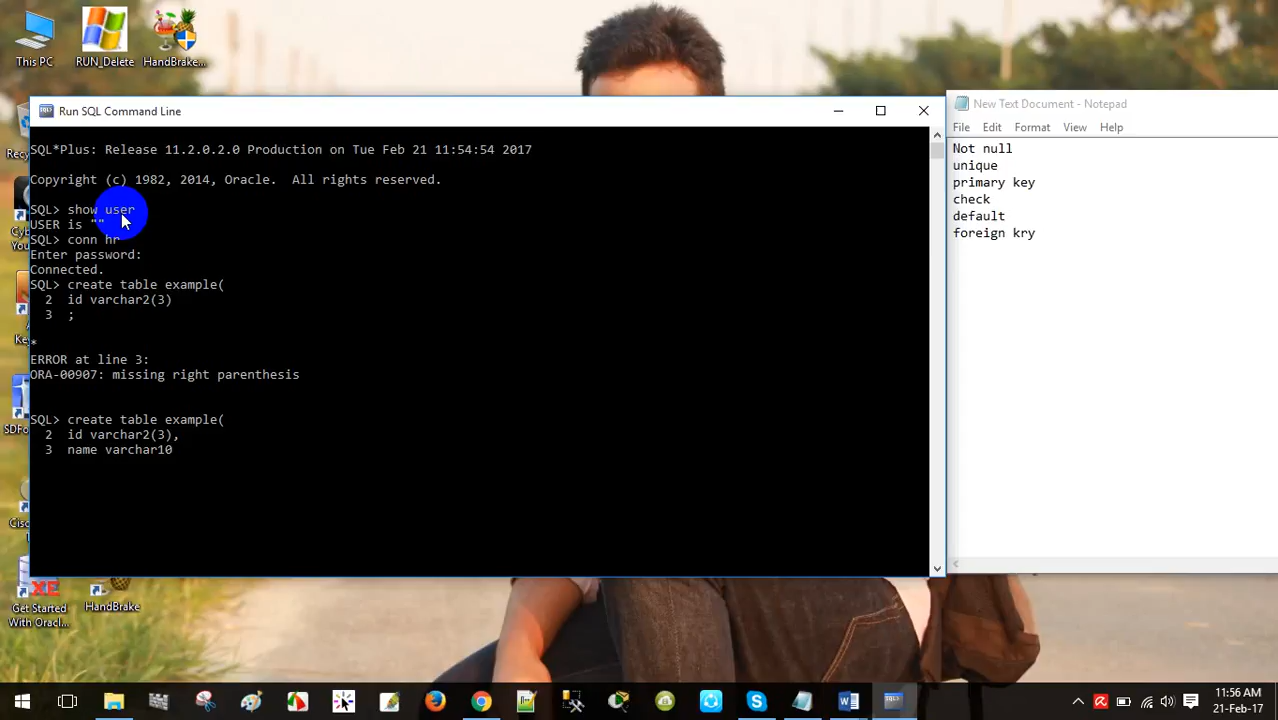 This PC
RUN_Delete
HandBrake...
Run SQL Command Line
SQL*Plus: Release 11.2.0.2.0 Production on Tue Feb 21 11:54:54 2017
Copyright (c) 1982, 2014, Oracle.  All rights reserved.
SQL> show user
USER is ""
SQL> conn hr
Enter password:
Connected.
SQL> create table example(
2  id varchar2(3)
3  ;
*
ERROR at line 3:
ORA-00907: missing right parenthesis
SQL> create table example(
2  id varchar2(3),
3  name varchar10
New Text Document - Notepad
File Edit Format View Help
Not null
unique
primary key
check
default
foreign kry
XE
Get Started
With Oracl...
HandBrake
11:56 AM
21-Feb-17